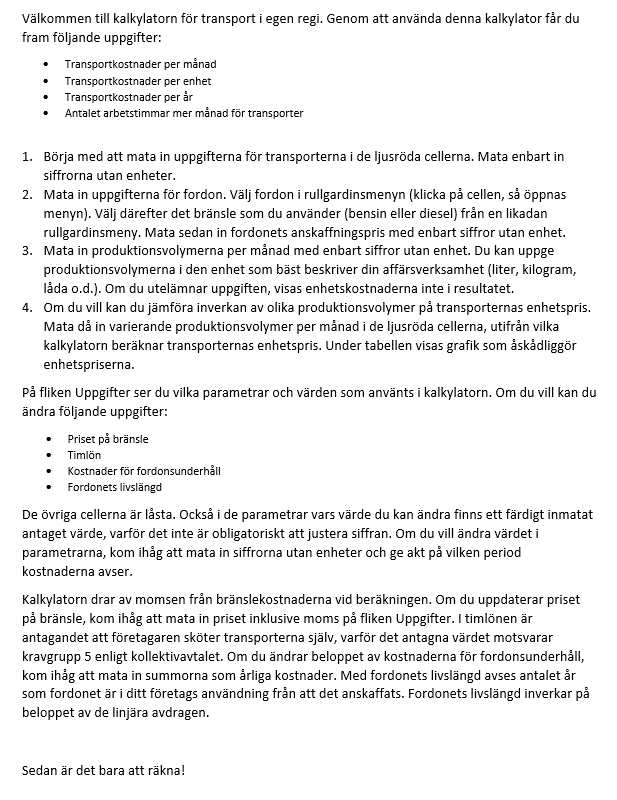 Välkommen till kalkylatorn för transport i egen regi. Genom att använda denna kalkylator får du
fram följande uppgifter:
• Transportkostnader per månad
• Transportkostnader per enhet
• Transportkostnader per år
• Antalet arbetstimmar mer månad för transporter
1. Börja med att mata in uppgifterna för transporterna i de ljusröda cellerna. Mata enbart in
siffrorna utan enheter.
2. Mata in uppgifterna för fordon. Välj fordon i rullgardinsmenyn (klicka på cellen, så öppnas
menyn). Välj därefter det bränsle som du använder (bensin eller diesel) från en likadan
rullgardinsmeny. Mata sedan in fordonets anskaffningspris med enbart siffror utan enhet.
3. Mata in produktionsvolymerna per månad med enbart siffror utan enhet. Du kan uppge
produktionsvolymerna i den enhet som bäst beskriver din affärsverksamhet (liter, kilogram,
låda o.d.). Om du utelämnar uppgiften, visas enhetskostnaderna inte i resultatet.
4. Om du vill kan du jämföra inverkan av olika produktionsvolymer på transporternas enhetspris.
Mata då in varierande produktionsvolymer per månad i de ljusröda cellerna, utifrån vilka
kalkylatorn beräknar transporternas enhetspris. Under tabellen visas grafik som åskådliggör
enhetspriserna.
På fliken Uppgifter ser du vilka parametrar och värden som använts i kalkylatorn. Om du vill kan du
ändra följande uppgifter:
• Priset på bränsle
• Timlön
• Kostnader för fordonsunderhåll
• Fordonets livslängd
De övriga cellerna är låsta. Också i de parametrar vars värde du kan ändra finns ett färdigt inmatat
antaget värde, varför det inte är obligatoriskt att justera siffran. Om du vill ändra värdet i
parametrarna, kom ihåg att mata in siffrorna utan enheter och ge akt på vilken period
kostnaderna avser.
Kalkylatorn drar av momsen från bränslekostnaderna vid beräkningen. Om du uppdaterar priset
på bränsle, kom ihåg att mata in priset inklusive moms på fliken Uppgifter. I timlönen är
antagandet att företagaren sköter transporterna själv, varför det antagna värdet motsvarar
kravgrupp 5 enligt kollektivavtalet. Om du ändrar beloppet av kostnaderna för fordonsunderhåll,
kom ihåg att mata in summorna som årliga kostnader. Med fordonets livslängd avses antalet år
som fordonet är i ditt företags användning från att det anskaffats. Fordonets livslängd inverkar på
beloppet av de linjära avdragen.
Sedan är det bara att räkna!